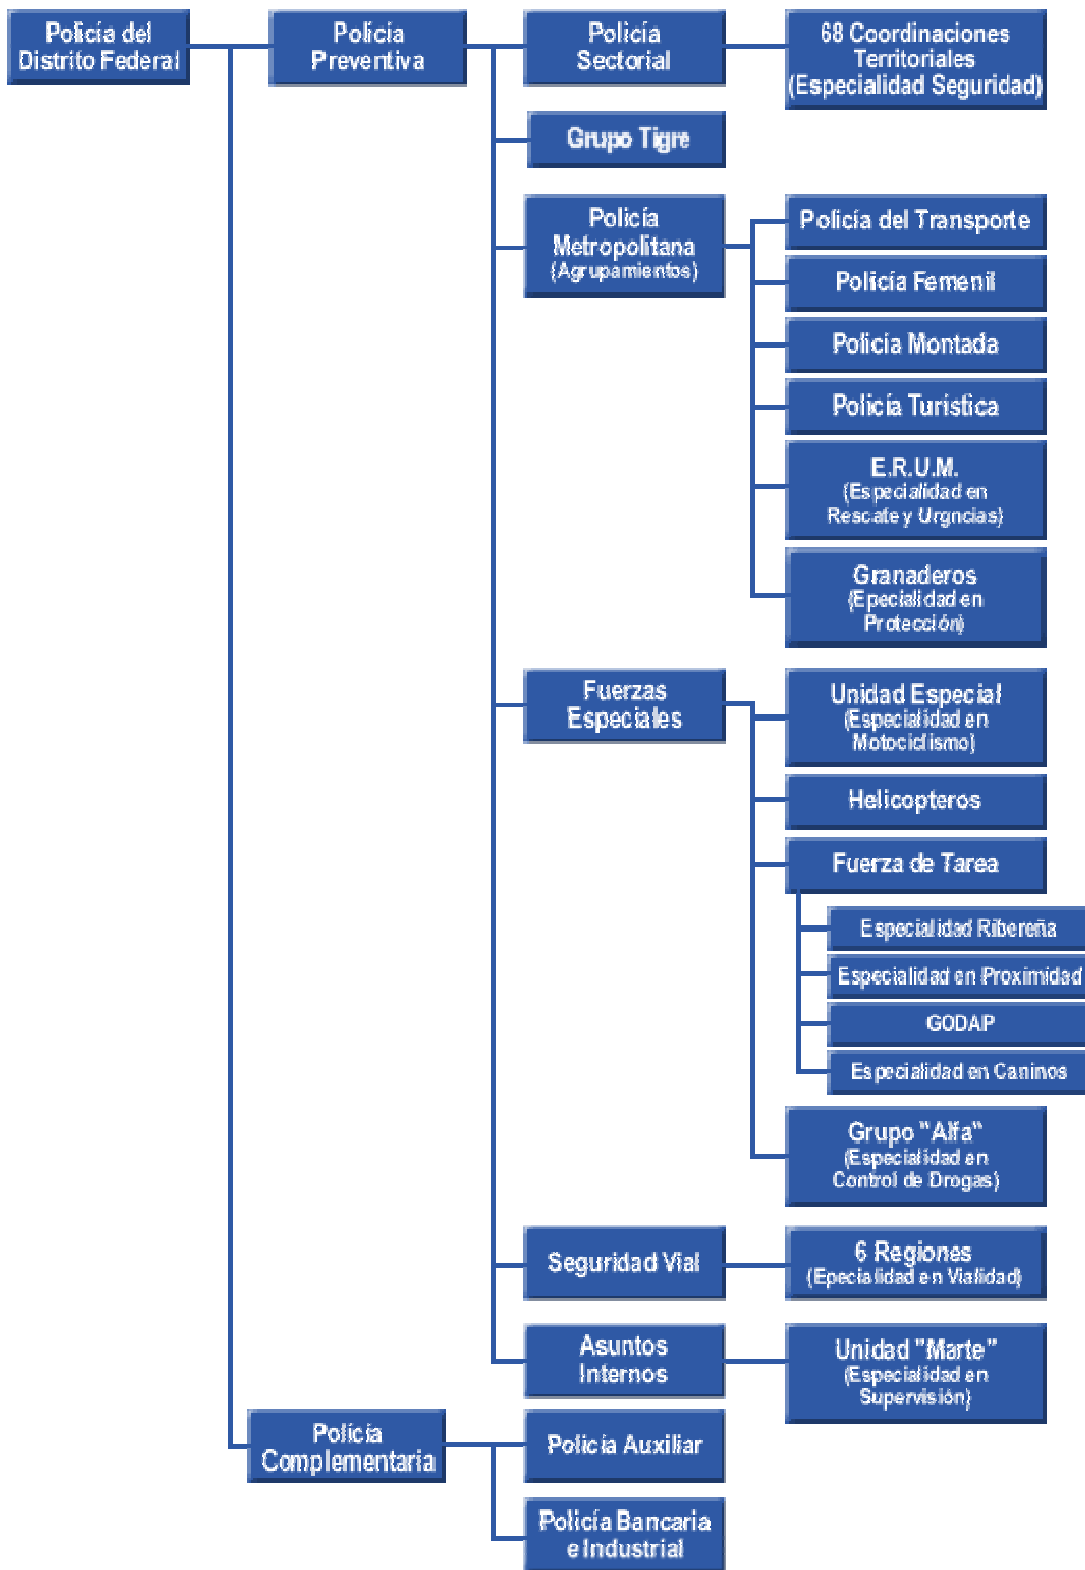 Policía del
Distrito Federal
Policía
Preventiva
Policía
Sectorial
68 Coordinaciones
Territoriales
(Especialidad Seguridad)
Grupo Tigre
Policía
Metropolitana
(Agrupamientos)
Policía del Transporte
Policía Femenil
Policía Montada
Policía Turistica
E.R.U.M.
(Especialidad en
Rescate y Urgncias)
Granaderos
(Epecialidad en
Protección)
Fuerzas
Especiales
Unidad Especial
(Especialidad en
Motociclismo)
Helicopteros
Fuerza de Tarea
Especialidad Ribereña
Especialidad en Proximidad
GODAP
Especialidad en Caninos
Grupo "Alfa"
(Especialidad en
Control de Drogas)
Seguridad Vial
6 Regiones
(Epecialidad en Vialidad)
Asuntos
Internos
Unidad "Marte"
(Especialidad en
Supervisión)
Policía
Complementaria
Policía Auxiliar
Policía Bancaria
e Industrial